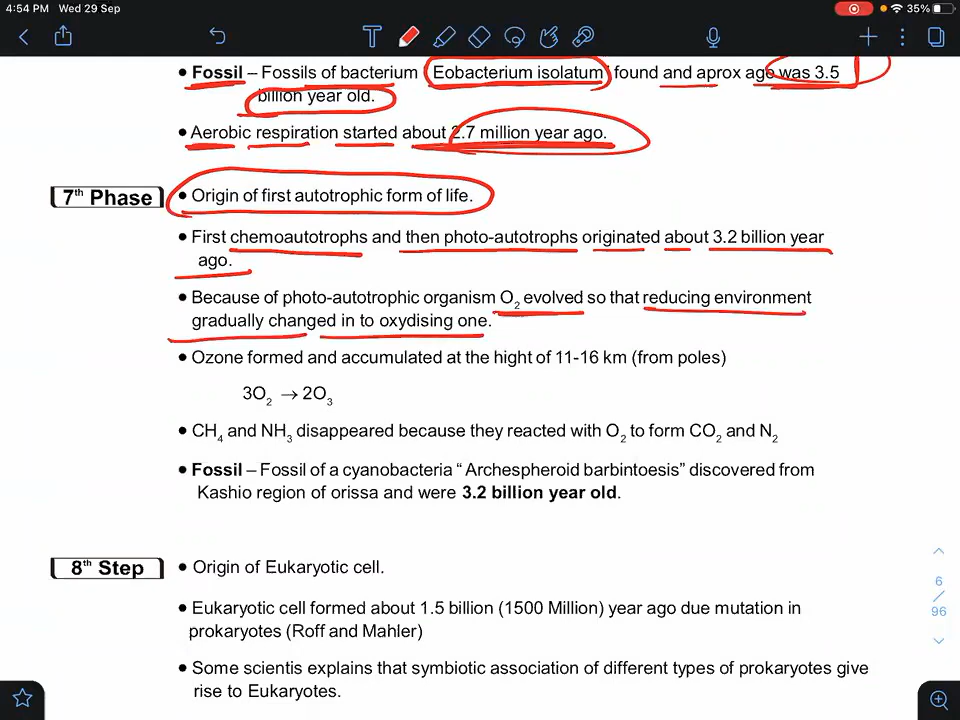 4:54 PM Wed 29 Sep
35%
T
• Fossil – Fossils of bacterium " Eobacterium isolatum" found and aprox age was 3.5
billion year old.
• Aerobic respiration started about 2.7 million year ago.
7th Phase • Origin of first autotrophic form of life.
• First chemoautotrophs and then photo-autotrophs originated about 3.2 billion year
ago.
• Because of photo-autotrophic organism O₂ evolved so that reducing environment
gradually changed in to oxydising one.
• Ozone formed and accumulated at the hight of 11-16 km (from poles)
3O₂ → 2O₃
• CH₄ and NH₃ disappeared because they reacted with O₂ to form CO₂ and N₂
• Fossil – Fossil of a cyanobacteria “ Archespheroid barbintoesis” discovered from
Kashio region of orissa and were 3.2 billion year old.
8th Step • Origin of Eukaryotic cell.
• Eukaryotic cell formed about 1.5 billion (1500 Million) year ago due mutation in
prokaryotes (Roff and Mahler)
• Some scientis explains that symbiotic association of different types of prokaryotes give
rise to Eukaryotes.
6
/
96